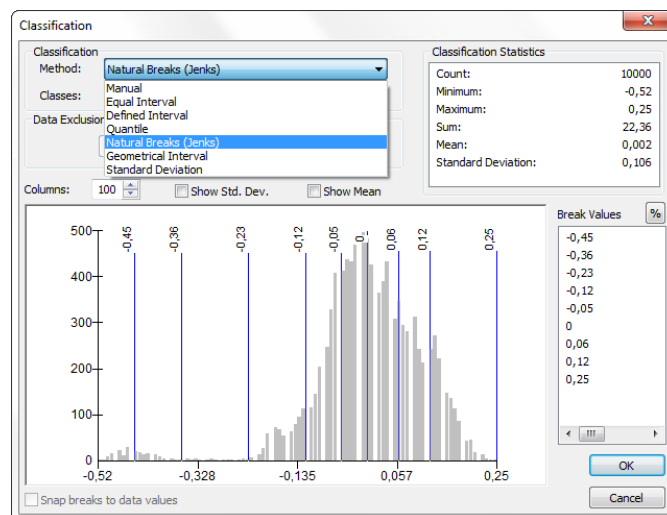 Classification
Classification
Method: Natural Breaks (Jenks)
Manual
Equal Interval
Defined Interval
Quantile
Natural Breaks (Jenks)
Geometrical Interval
Standard Deviation
Classes:
Data Exclusion
Classification Statistics
Count: 10000
Minimum: -0,52
Maximum: 0,25
Sum: 22,36
Mean: 0,002
Standard Deviation: 0,106
Columns: 100 Show Std. Dev. Show Mean
Break Values %
-0,45
-0,36
-0,23
-0,12
-0,05
0
0,06
0,12
0,25
500
400
300
200
100
0
-0,45 -0,36 -0,23 -0,12 -0,05 0 0,06 0,12 0,25
-0,52 -0,328 -0,135 0,057 0,25
Snap breaks to data values
OK
Cancel